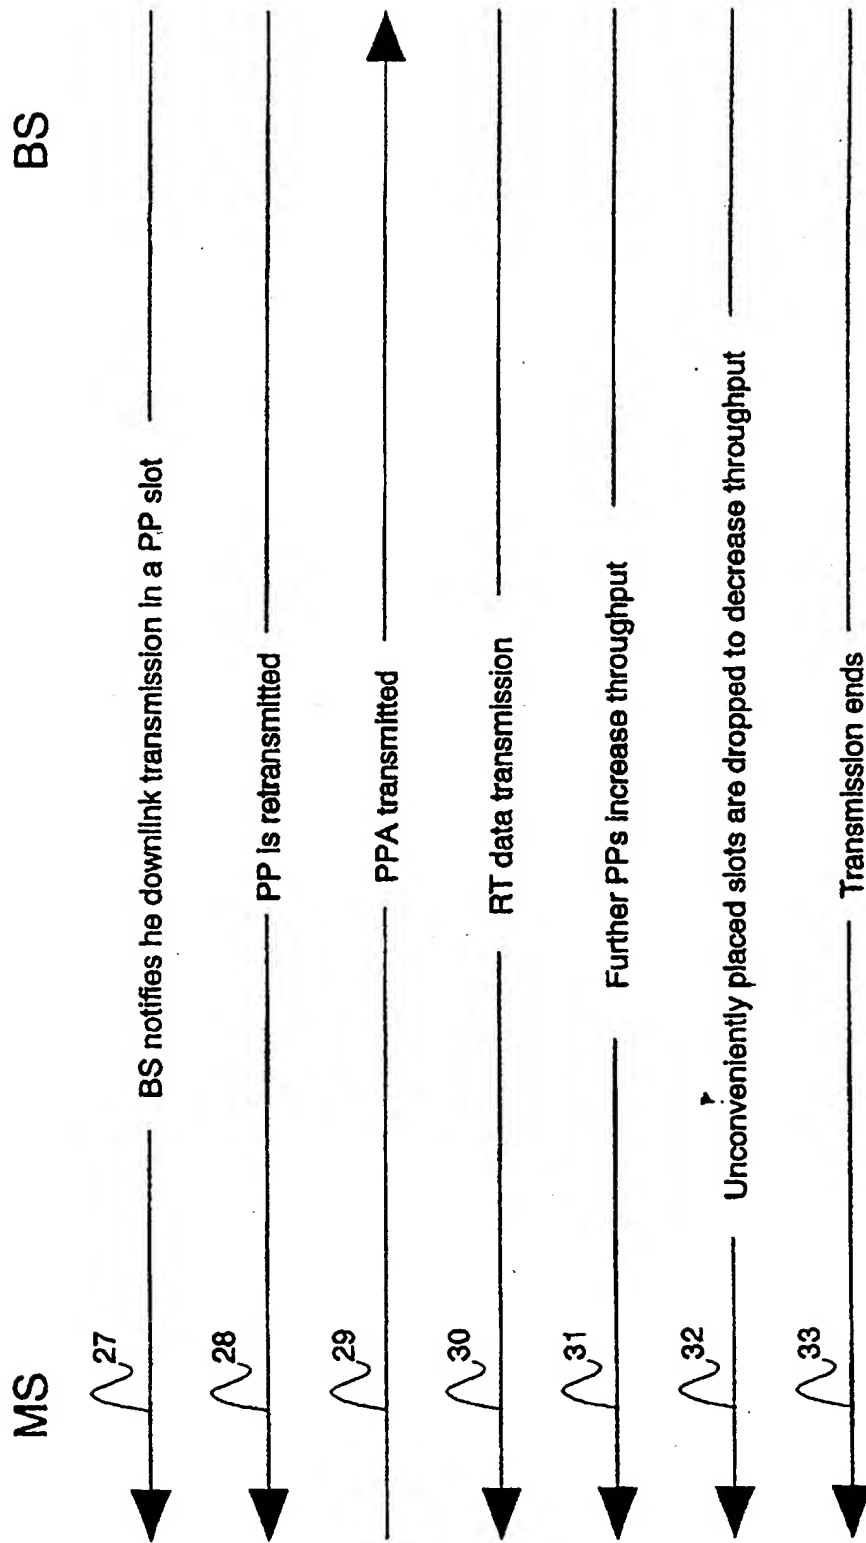 MS
BS
27
BS notifies he downlink transmission in a PP slot
28
PP is retransmitted
29
PPA transmitted
30
RT data transmission
31
Further PPs increase throughput
32
Unconveniently placed slots are dropped to decrease throughput
33
Transmission ends